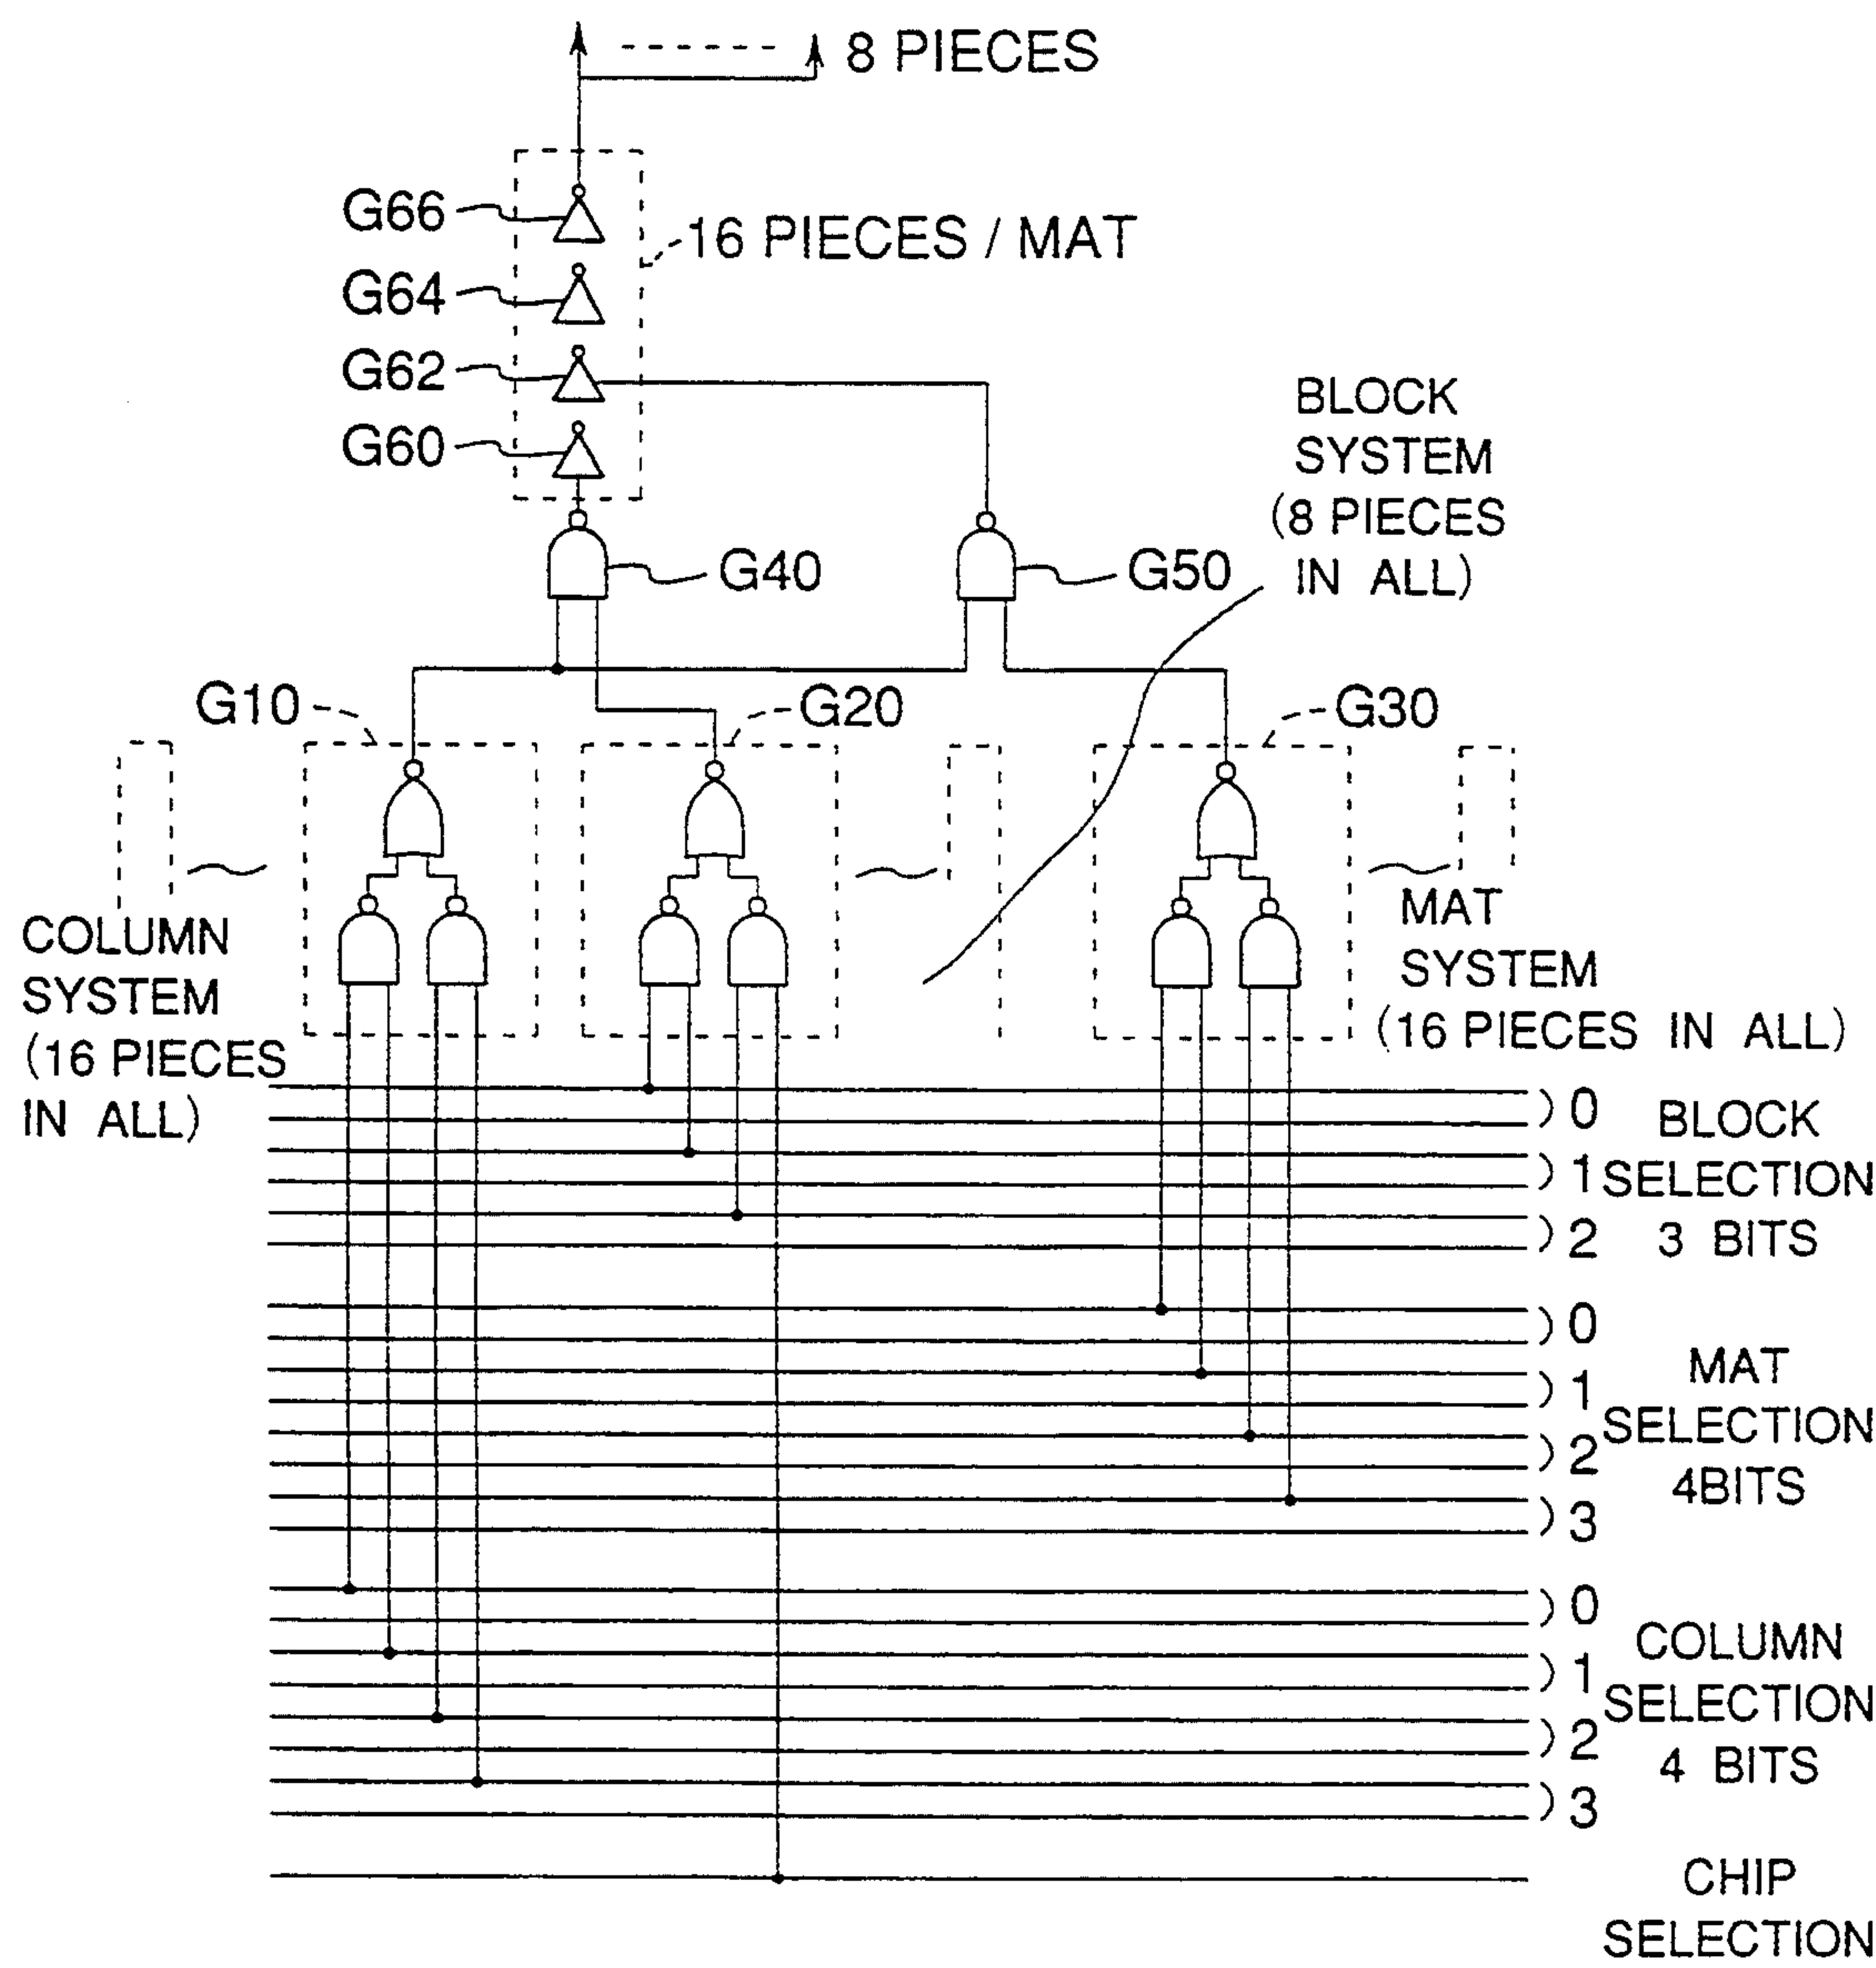 8 PIECES
G66
16 PIECES / MAT
G64
G62
G60
BLOCK
SYSTEM
(8 PIECES
IN ALL)
G40
G50
G10
G20
G30
COLUMN
SYSTEM
(16 PIECES
IN ALL)
MAT
SYSTEM
(16 PIECES IN ALL)
0
1
2
BLOCK
SELECTION
3 BITS
0
1
2
3
MAT
SELECTION
4BITS
0
1
2
3
COLUMN
SELECTION
4 BITS
CHIP
SELECTION